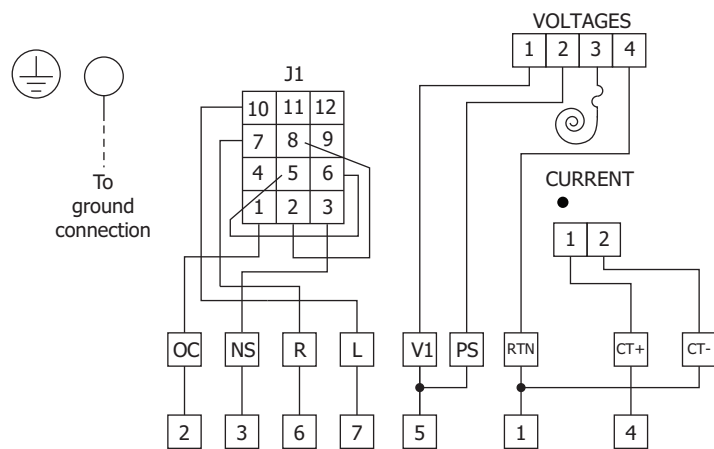 VOLTAGES
1 2 3 4
J1
10 11 12
7 8 9
4 5 6
1 2 3
To
ground
connection
CURRENT
1 2
OC NS R L V1 PS RTN CT+ CT-
2 3 6 7 5 1 4